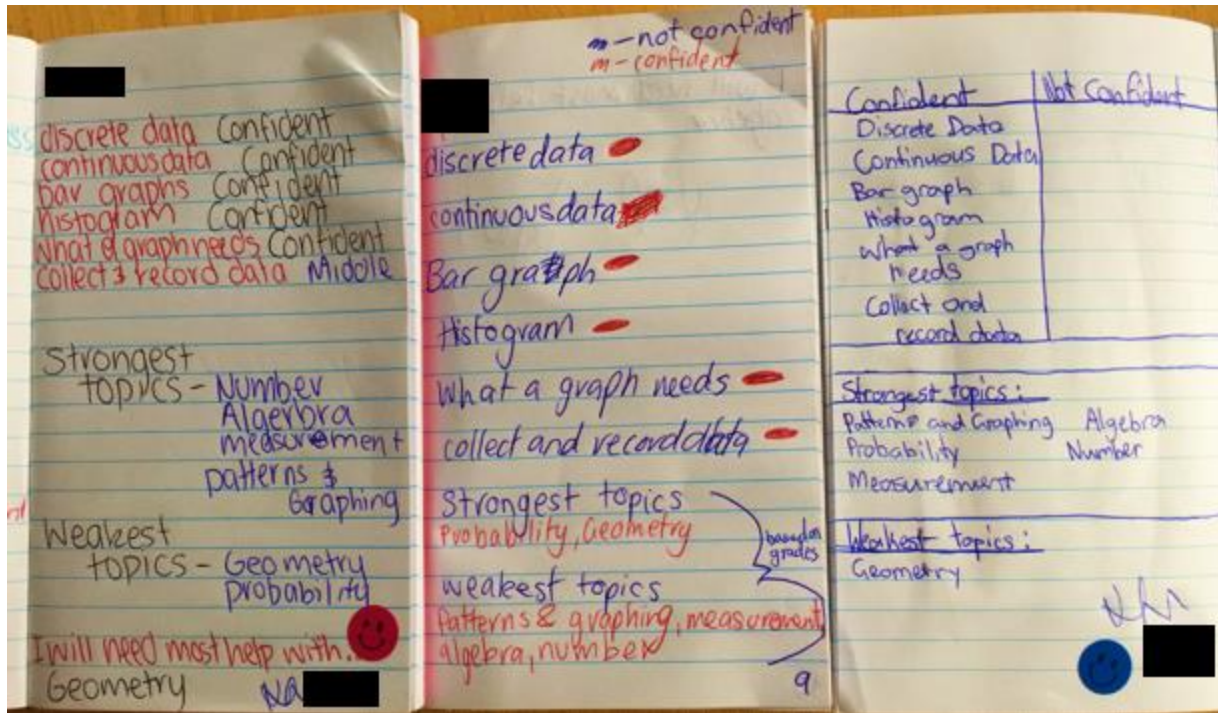 discrete data Confident
continuous data Confident
bar graphs Confident
histogram Confident
what a graph needs Confident
collect & record data Middle
Strongest
topics - Number
Algerbra
measurement
patterns &
Graphing
Weakest
topics - Geometry
probability
I will need most help with.
Geometry
m - not confident
m - confident
discrete data
continuous data
Bar graph
Histogram
what a graph needs
collect and record data
Strongest topics
Probability, Geometry
based on
grades
weakest topics
Patterns & graphing, measurement,
algebra, number
9
Confident Not Confident
Discrete Data
Continuous Data
Bar graph
Histogram
what a graph
needs
Collect and
record data
Strongest topics:
Patterns and Graphing Algebra
Probability Number
Measurement
Weakest topics:
Geometry